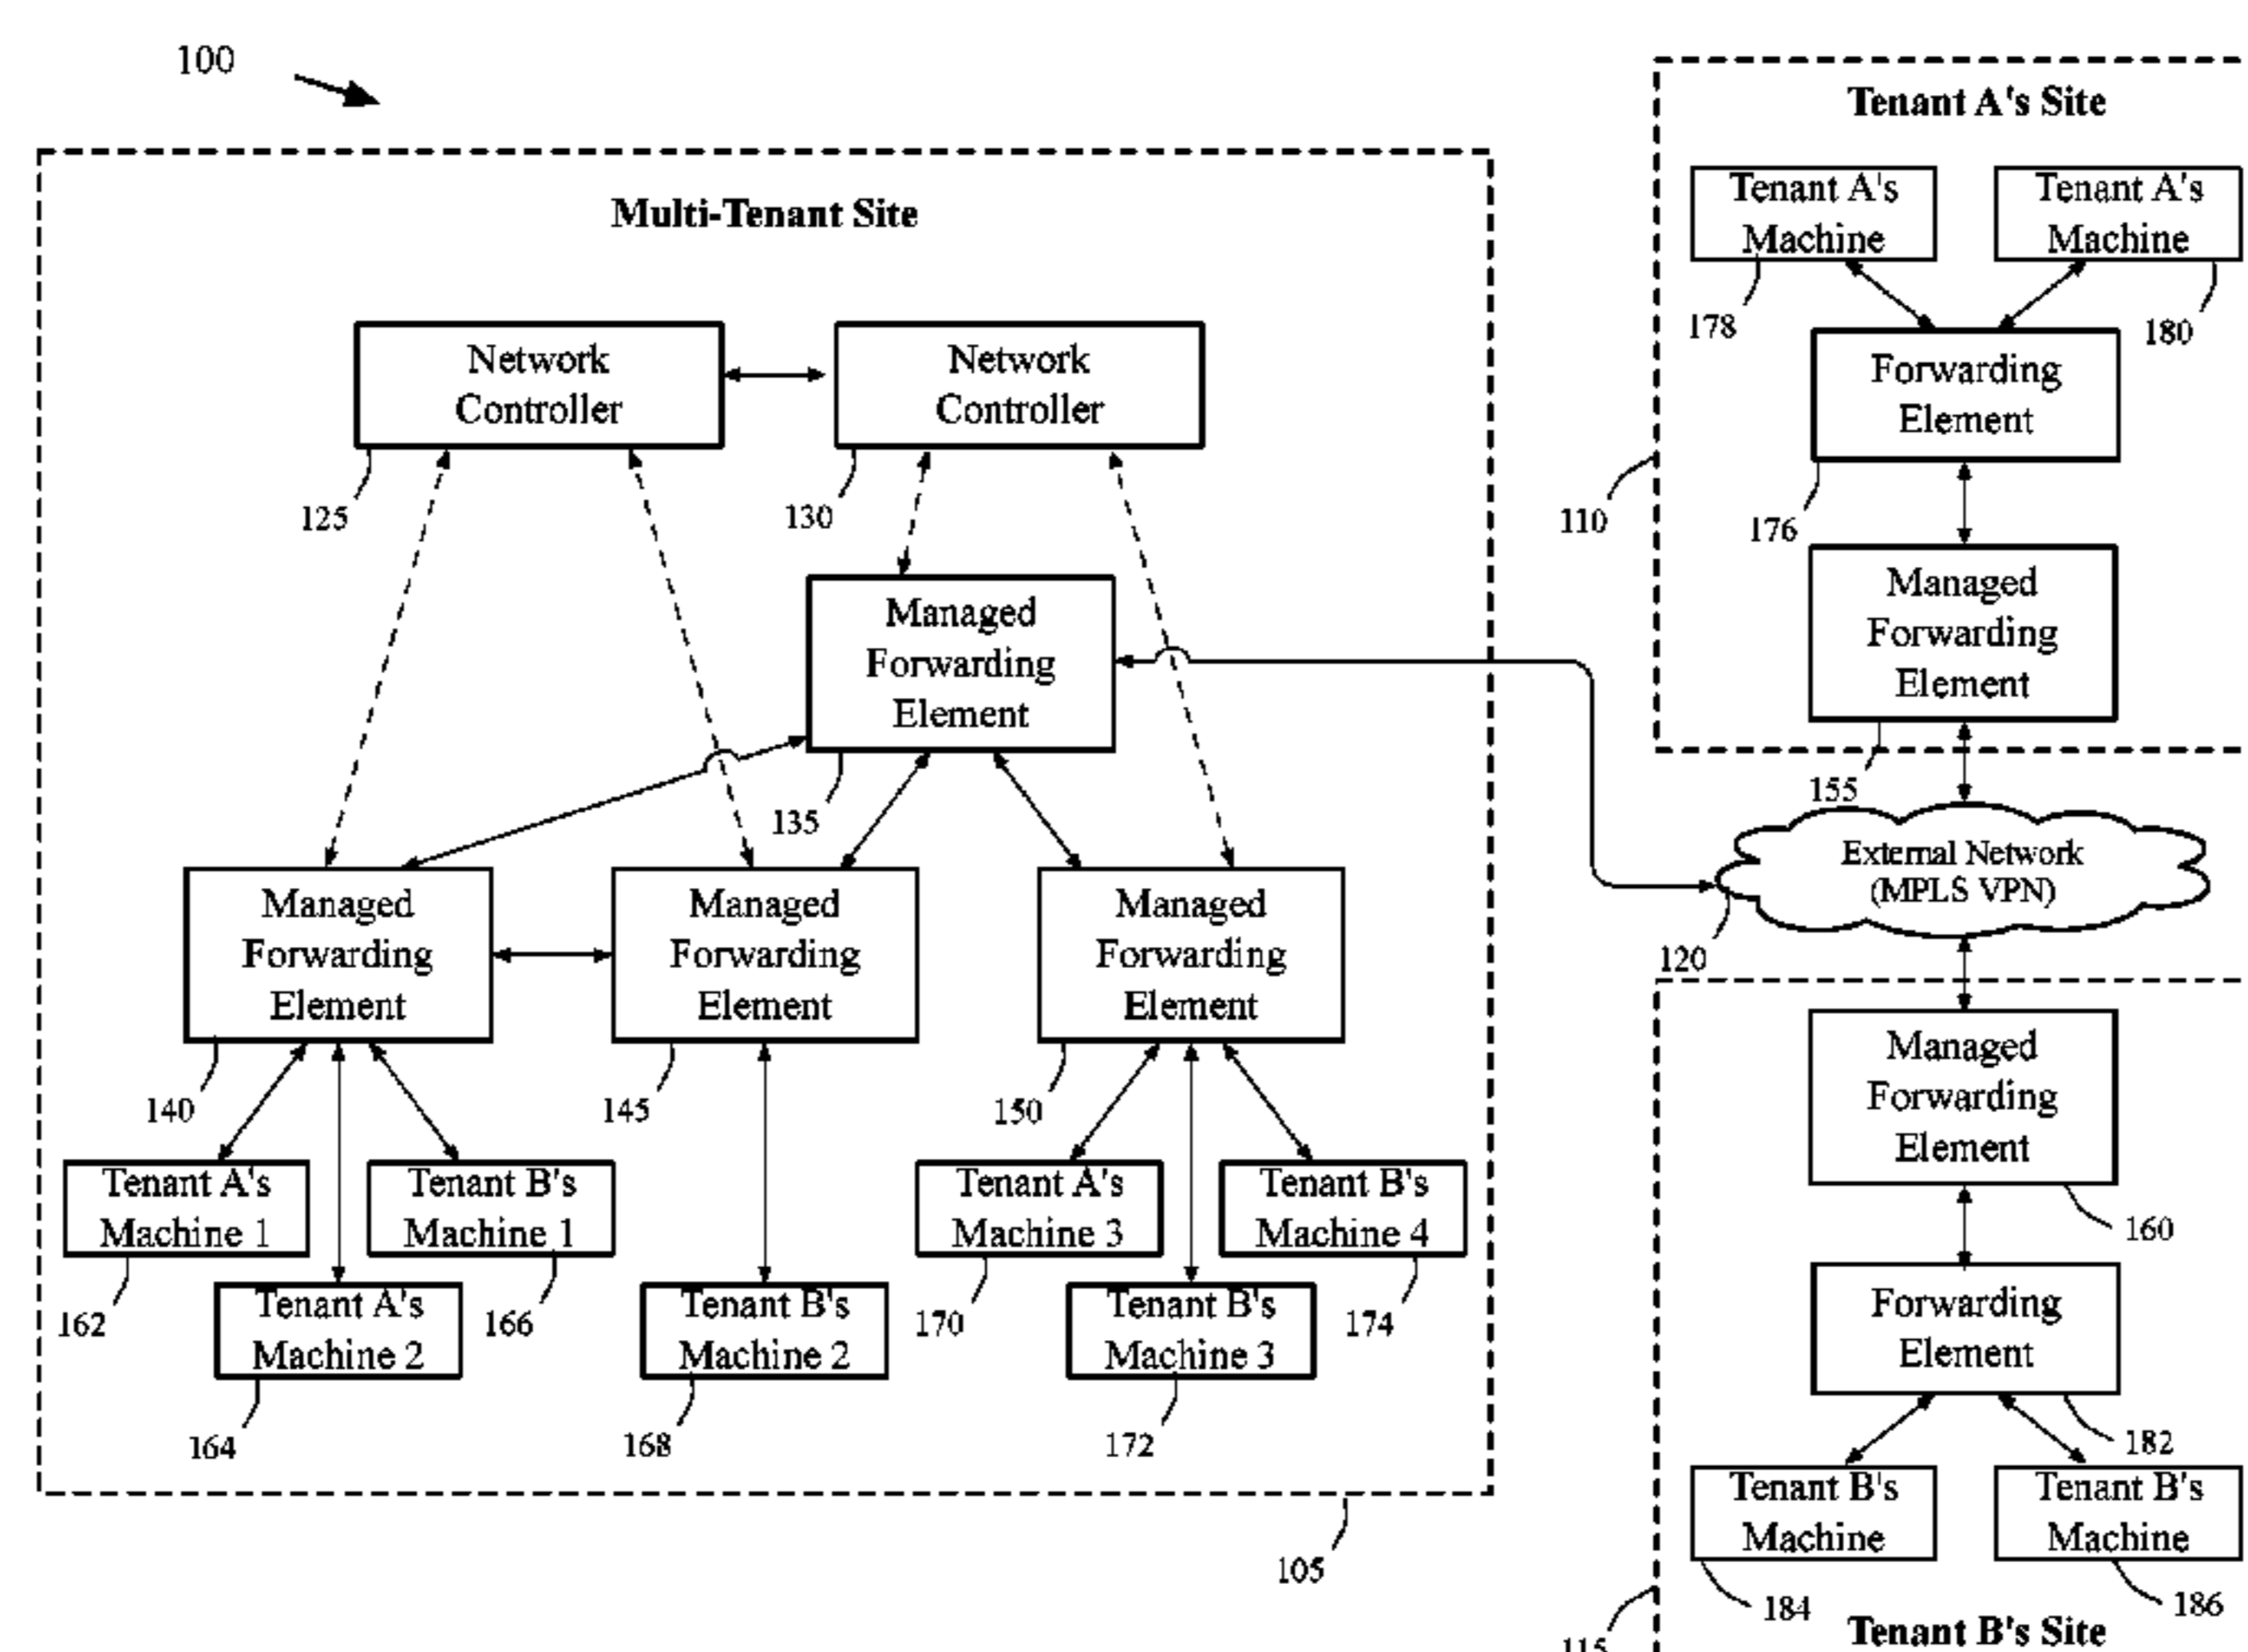 100
Multi-Tenant Site
Network
Controller
125
Network
Controller
130
Managed
Forwarding
Element
135
Managed
Forwarding
Element
140
Managed
Forwarding
Element
145
Managed
Forwarding
Element
150
Tenant A's
Machine 1
162
Tenant A's
Machine 2
164
Tenant B's
Machine 1
166
Tenant B's
Machine 2
168
Tenant A's
Machine 3
170
Tenant B's
Machine 3
172
Tenant B's
Machine 4
174
105
Tenant A's Site
Tenant A's
Machine
178
Tenant A's
Machine
180
Forwarding
Element
176
110
Managed
Forwarding
Element
155
External Network
(MPLS VPN)
120
Managed
Forwarding
Element
160
Forwarding
Element
182
Tenant B's
Machine
184
Tenant B's
Machine
186
Tenant B's Site
115